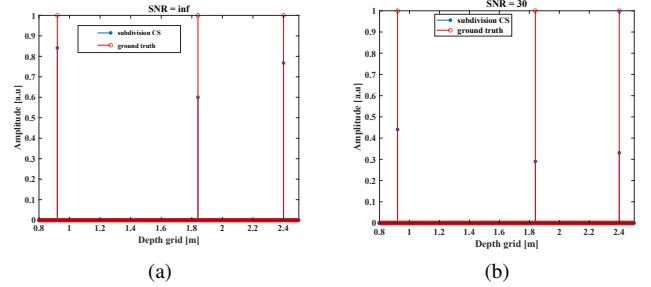 SNR = inf
subdivision CS
ground truth
Amplitude [a.u]
1
0.9
0.8
0.7
0.6
0.5
0.4
0.3
0.2
0.1
0
0.8 1 1.2 1.4 1.6 1.8 2 2.2 2.4
Depth grid [m]
(a)
SNR = 30
subdivision CS
ground truth
Amplitude [a.u]
1
0.9
0.8
0.7
0.6
0.5
0.4
0.3
0.2
0.1
0
0.8 1 1.2 1.4 1.6 1.8 2 2.2 2.4
Depth grid [m]
(b)